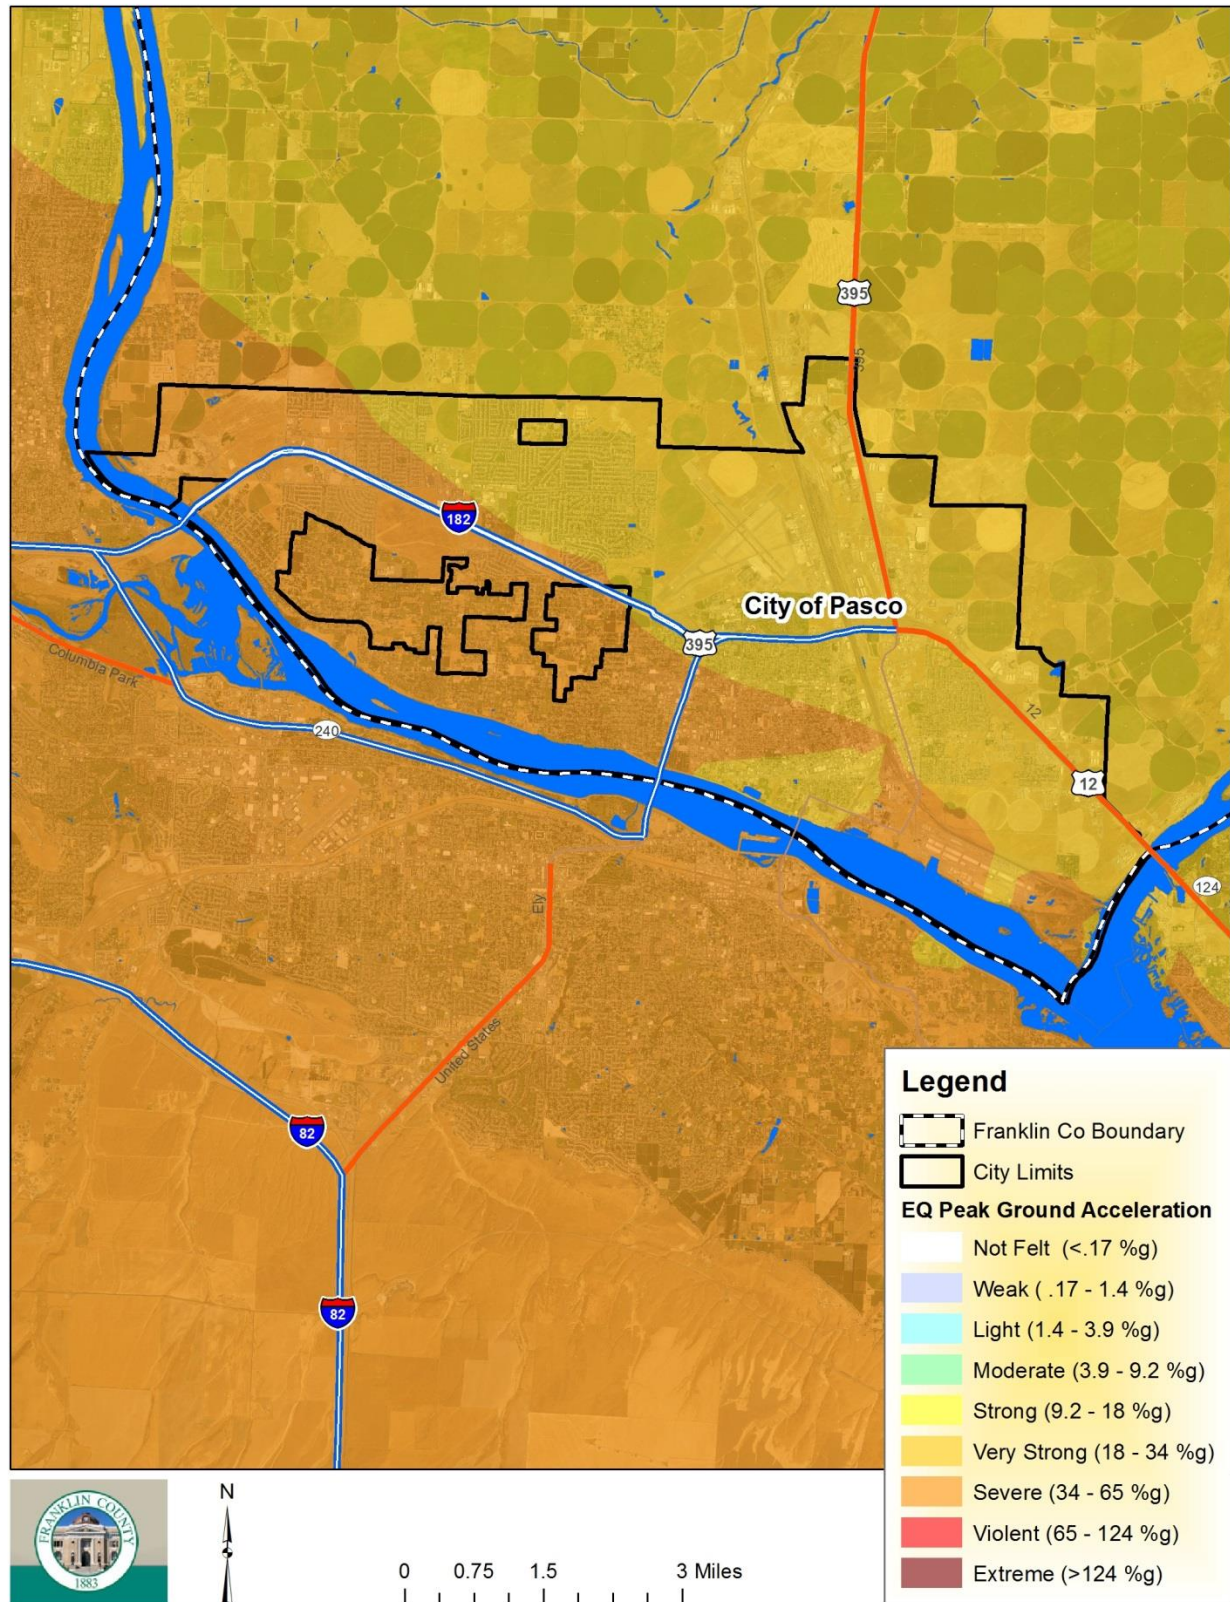 395
395
182
City of Pasco
395
Columbia Park
240
12
12
124
Ely
United States
82
82
Legend
Franklin Co Boundary
City Limits
EQ Peak Ground Acceleration
Not Felt (<.17 %g)
Weak ( .17 - 1.4 %g)
Light (1.4 - 3.9 %g)
Moderate (3.9 - 9.2 %g)
Strong (9.2 - 18 %g)
Very Strong (18 - 34 %g)
Severe (34 - 65 %g)
Violent (65 - 124 %g)
Extreme (>124 %g)
FRANKLIN COUNTY
1883
N
0 0.75 1.5 3 Miles